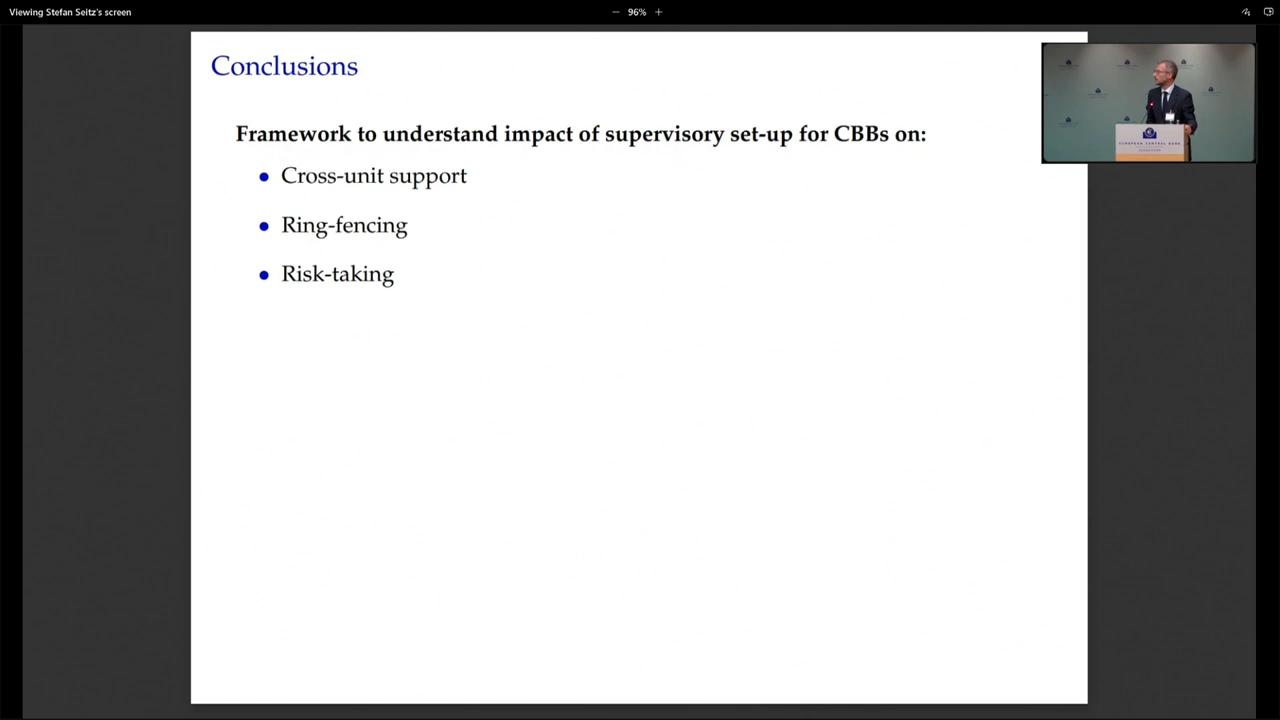 Viewing Stefan Seitz's screen
− 96% +
Conclusions
Framework to understand impact of supervisory set-up for CBBs on:
• Cross-unit support
• Ring-fencing
• Risk-taking
EUROPEAN CENTRAL BANK